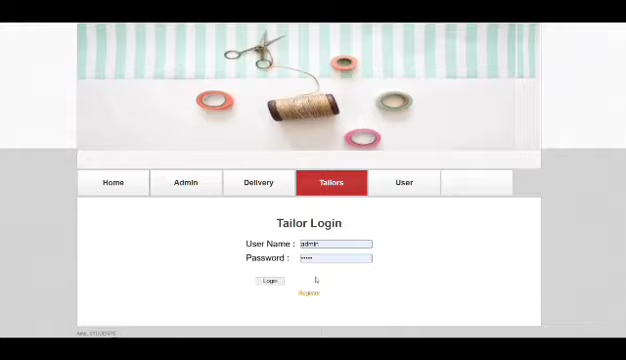 Home Admin Delivery Tailors User
Tailor Login
User Name : admin
Password : •••••
Login
Register